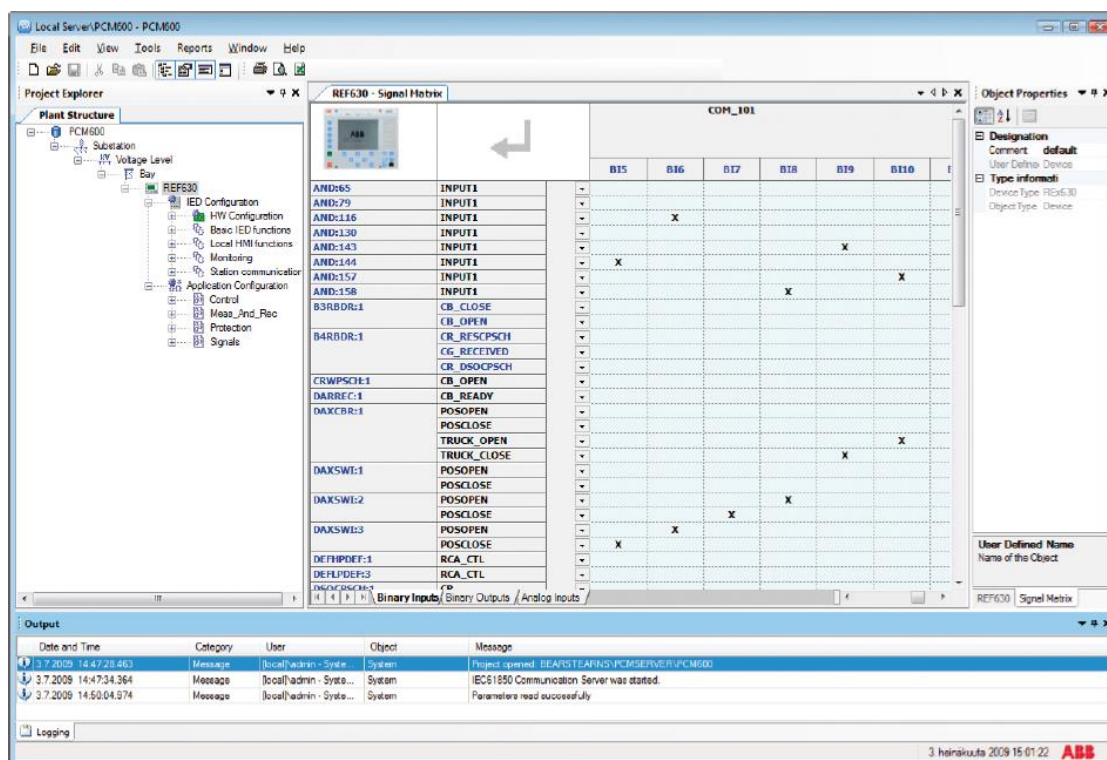 Local Server\PCM600 - PCM600
File Edit View Tools Reports Window Help
Project Explorer
Plant Structure
PCM600
Substation
Voltage Level
Bay
REF630
IED Configuration
HW Configuration
Basic IED functions
Local HMI functions
Monitoring
Station communication
Application Configuration
Control
Meas_And_Rec
Protection
Signals
REF630 - Signal Matrix
ABB
COM_101
BI5 BI6 BI7 BI8 BI9 BI10
AND:65 INPUT1
AND:79 INPUT1
AND:116 INPUT1 X
AND:130 INPUT1
AND:143 INPUT1 X
AND:144 INPUT1 X
AND:157 INPUT1 X
AND:158 INPUT1 X
B3RBDR:1 CB_CLOSE
CB_OPEN
B4RBDR:1 CR_RESCPSCH
CG_RECEIVED
CR_DSOCPSCH
CRWPSCH:1 CB_OPEN
DARREC:1 CB_READY
DAXCBR:1 POSOPEN
POSCLOSE
TRUCK_OPEN X
TRUCK_CLOSE X
DAXSWI:1 POSOPEN
POSCLOSE
DAXSWI:2 POSOPEN X
POSCLOSE X
DAXSWI:3 POSOPEN X
POSCLOSE X
DEFHPDEF:1 RCA_CTL
DEFLPDEF:3 RCA_CTL
DSOCPSCH:1 CR
Binary Inputs Binary Outputs Analog Inputs
Object Properties
Designation
Comment default
User Define Device
Type informati
DeviceType REx630
ObjectType Device
User Defined Name
Name of the Object
REF630 Signal Metrix
Output
Date and Time Category User Object Message
3.7.2009 14:47:28.463 Message [local]\admin - Syste... System Project opened: BEARSTEARNS\PCMSERVER\PCM600
3.7.2009 14:47:34.364 Message [local]\admin - Syste... System IEC61850 Communication Server was started.
3.7.2009 14:50:04.974 Message [local]\admin - Syste... System Parameters read successfully
Logging
3. heinäkuuta 2009 15:01:22 ABB